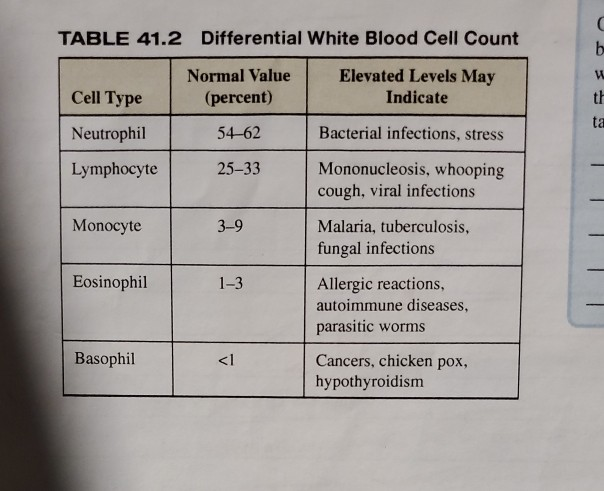 TABLE 41.2 Differential White Blood Cell Count
Cell Type
Normal Value
(percent)
Elevated Levels May
Indicate
Neutrophil 54–62 Bacterial infections, stress
Lymphocyte 25–33 Mononucleosis, whooping
cough, viral infections
Monocyte 3–9 Malaria, tuberculosis,
fungal infections
Eosinophil 1–3 Allergic reactions,
autoimmune diseases,
parasitic worms
Basophil <1 Cancers, chicken pox,
hypothyroidism